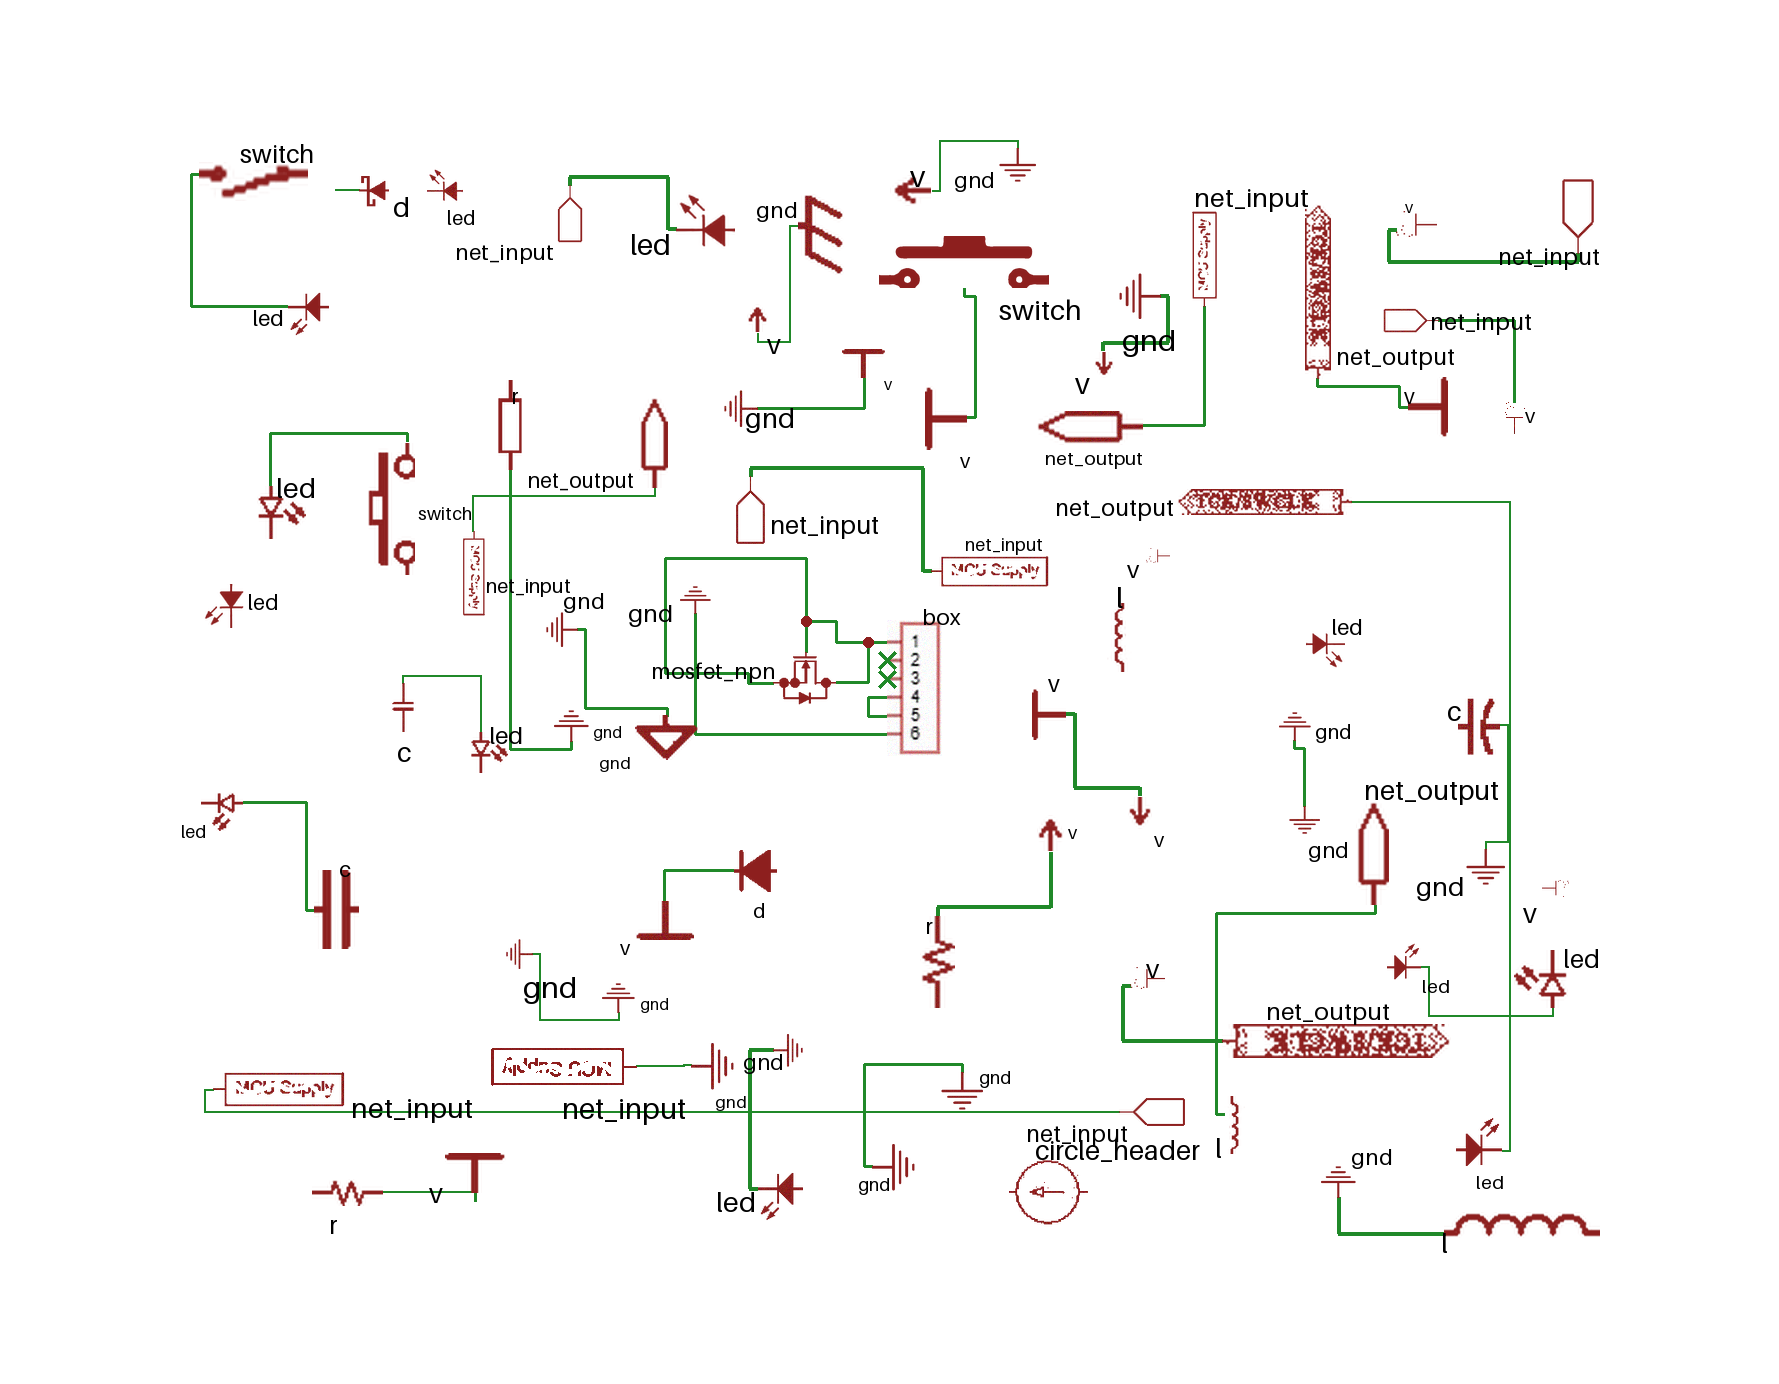 switch
d
led
net_input
led
gnd
v
gnd
net_input
MCU Supply
v
net_input
led
v
switch
gnd
v
net_input
net_output
v
v
r
v
gnd
v
net_output
net_output
led
switch
net_output
net_input
net_output
v
net_input
MCU Supply
net_input
gnd
gnd
led
box
1
2
3
4
5
6
l
led
mosfet_npn
v
c
gnd
gnd
gnd
led
c
net_output
led
v
v
gnd
gnd
c
d
v
r
v
led
led
gnd
gnd
v
net_output
gnd
gnd
gnd
MCU Supply
net_input
net_input
net_input
circle_header
l
gnd
gnd
led
led
v
r
l